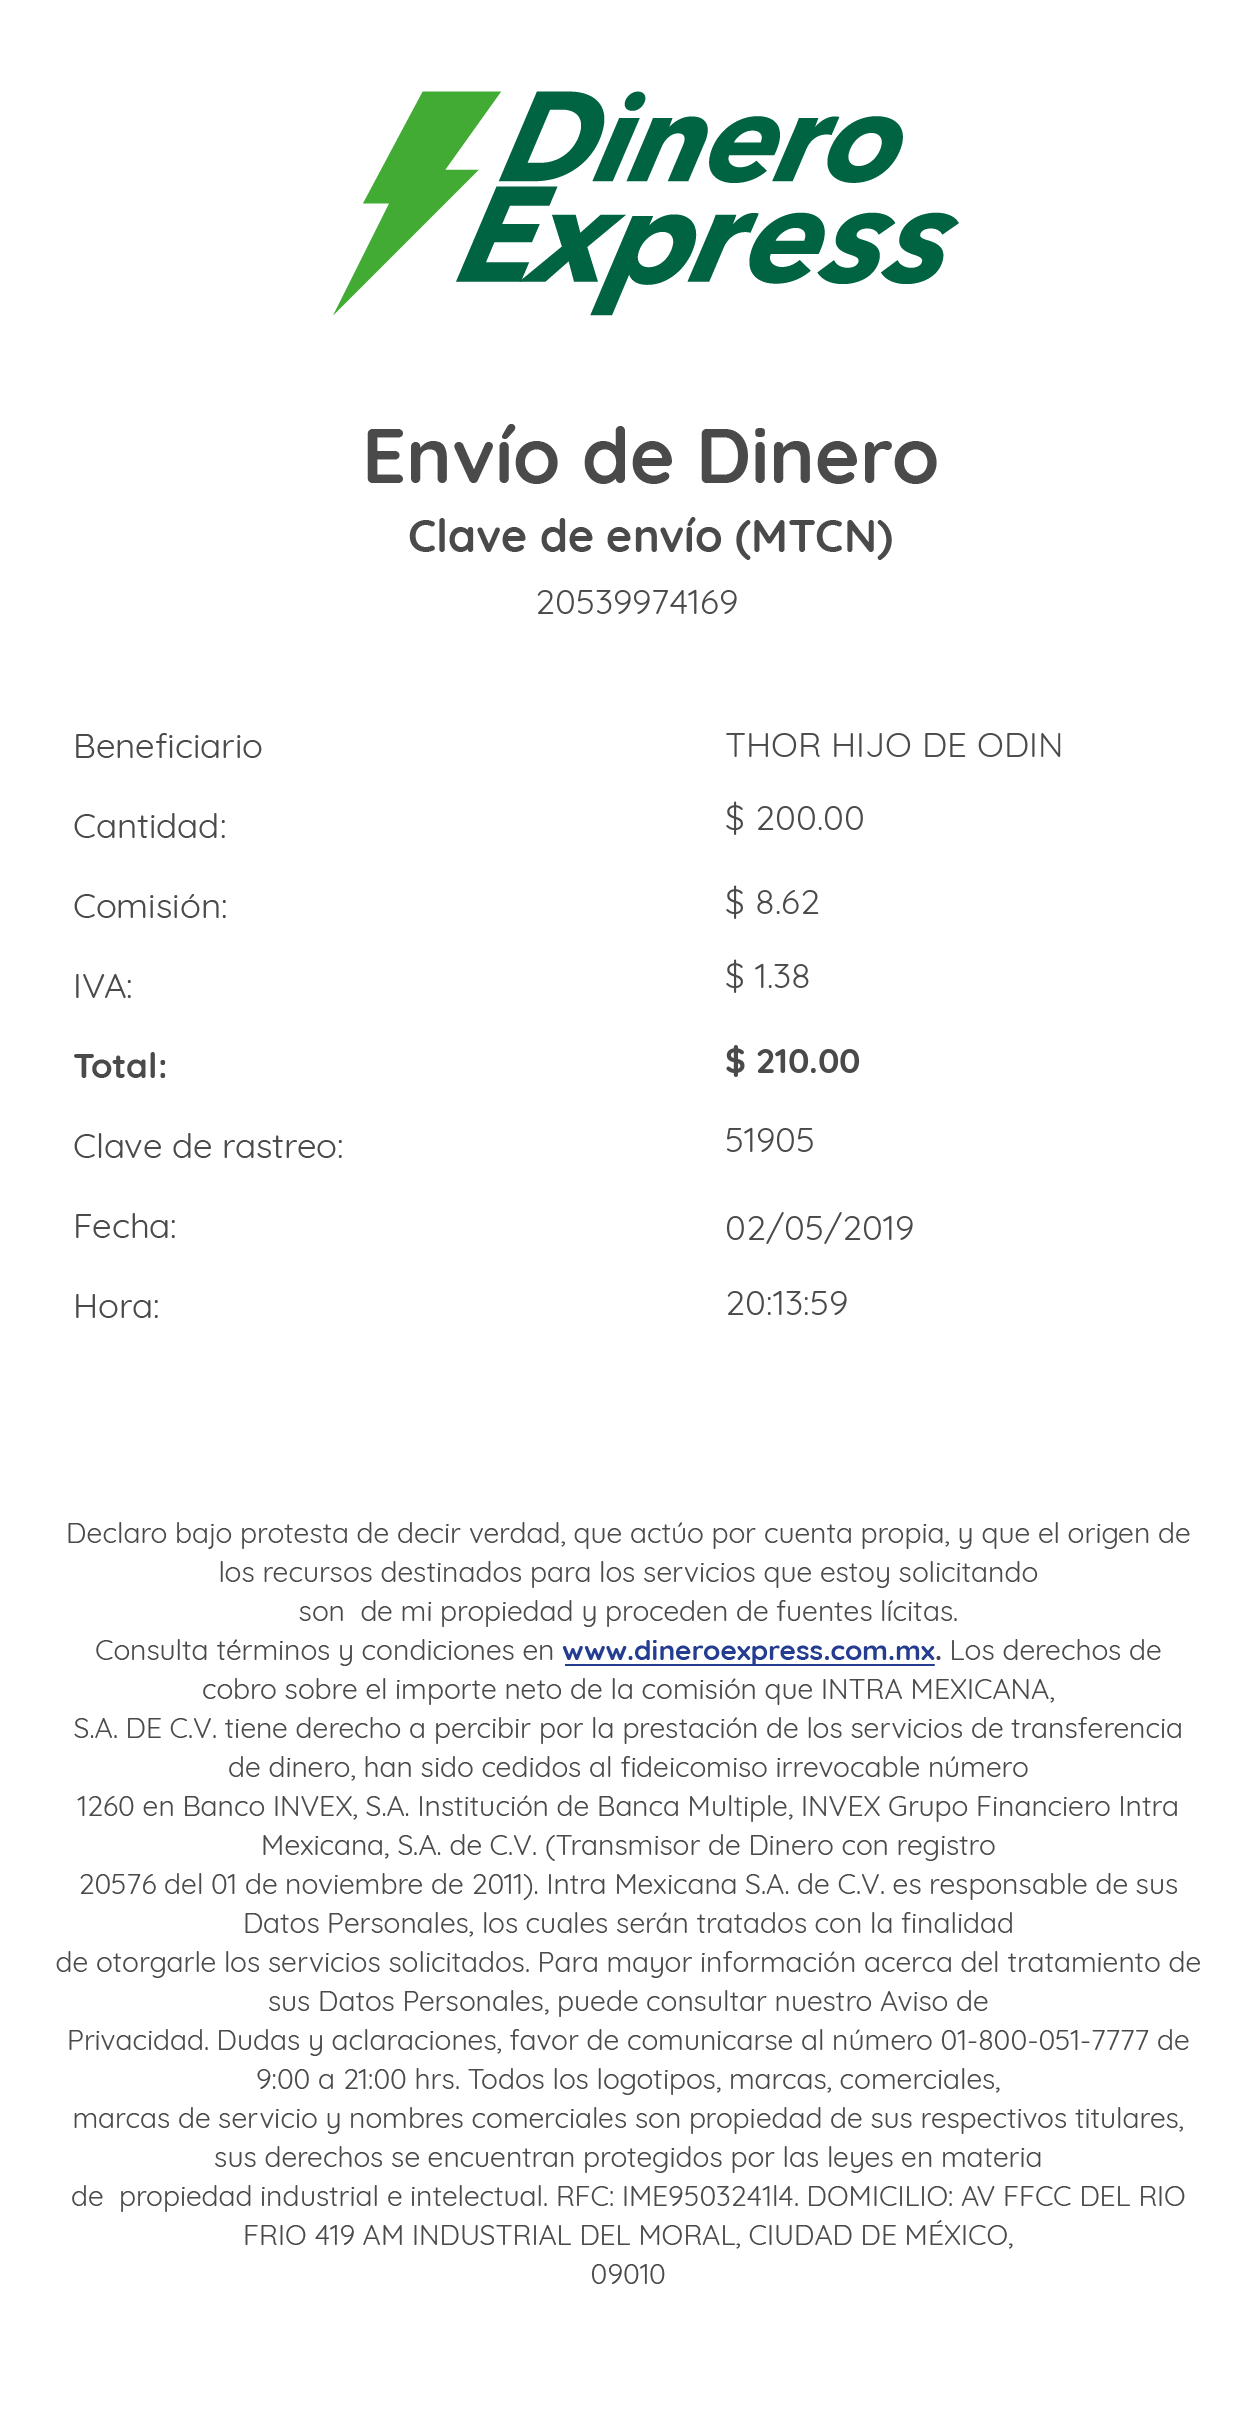 Dinero
Express
Envío de Dinero
Clave de envío (MTCN)
20539974169
Beneficiario THOR HIJO DE ODIN
Cantidad: $ 200.00
Comisión: $ 8.62
IVA: $ 1.38
Total: $ 210.00
Clave de rastreo: 51905
Fecha: 02/05/2019
Hora: 20:13:59
Declaro bajo protesta de decir verdad, que actúo por cuenta propia, y que el origen de
los recursos destinados para los servicios que estoy solicitando
son  de mi propiedad y proceden de fuentes lícitas.
Consulta términos y condiciones en www.dineroexpress.com.mx. Los derechos de
cobro sobre el importe neto de la comisión que INTRA MEXICANA,
S.A. DE C.V. tiene derecho a percibir por la prestación de los servicios de transferencia
de dinero, han sido cedidos al fideicomiso irrevocable número
1260 en Banco INVEX, S.A. Institución de Banca Multiple, INVEX Grupo Financiero Intra
Mexicana, S.A. de C.V. (Transmisor de Dinero con registro
20576 del 01 de noviembre de 2011). Intra Mexicana S.A. de C.V. es responsable de sus
Datos Personales, los cuales serán tratados con la finalidad
de otorgarle los servicios solicitados. Para mayor información acerca del tratamiento de
sus Datos Personales, puede consultar nuestro Aviso de
Privacidad. Dudas y aclaraciones, favor de comunicarse al número 01-800-051-7777 de
9:00 a 21:00 hrs. Todos los logotipos, marcas, comerciales,
marcas de servicio y nombres comerciales son propiedad de sus respectivos titulares,
sus derechos se encuentran protegidos por las leyes en materia
de  propiedad industrial e intelectual. RFC: IME9503241l4. DOMICILIO: AV FFCC DEL RIO
FRIO 419 AM INDUSTRIAL DEL MORAL, CIUDAD DE MÉXICO,
09010